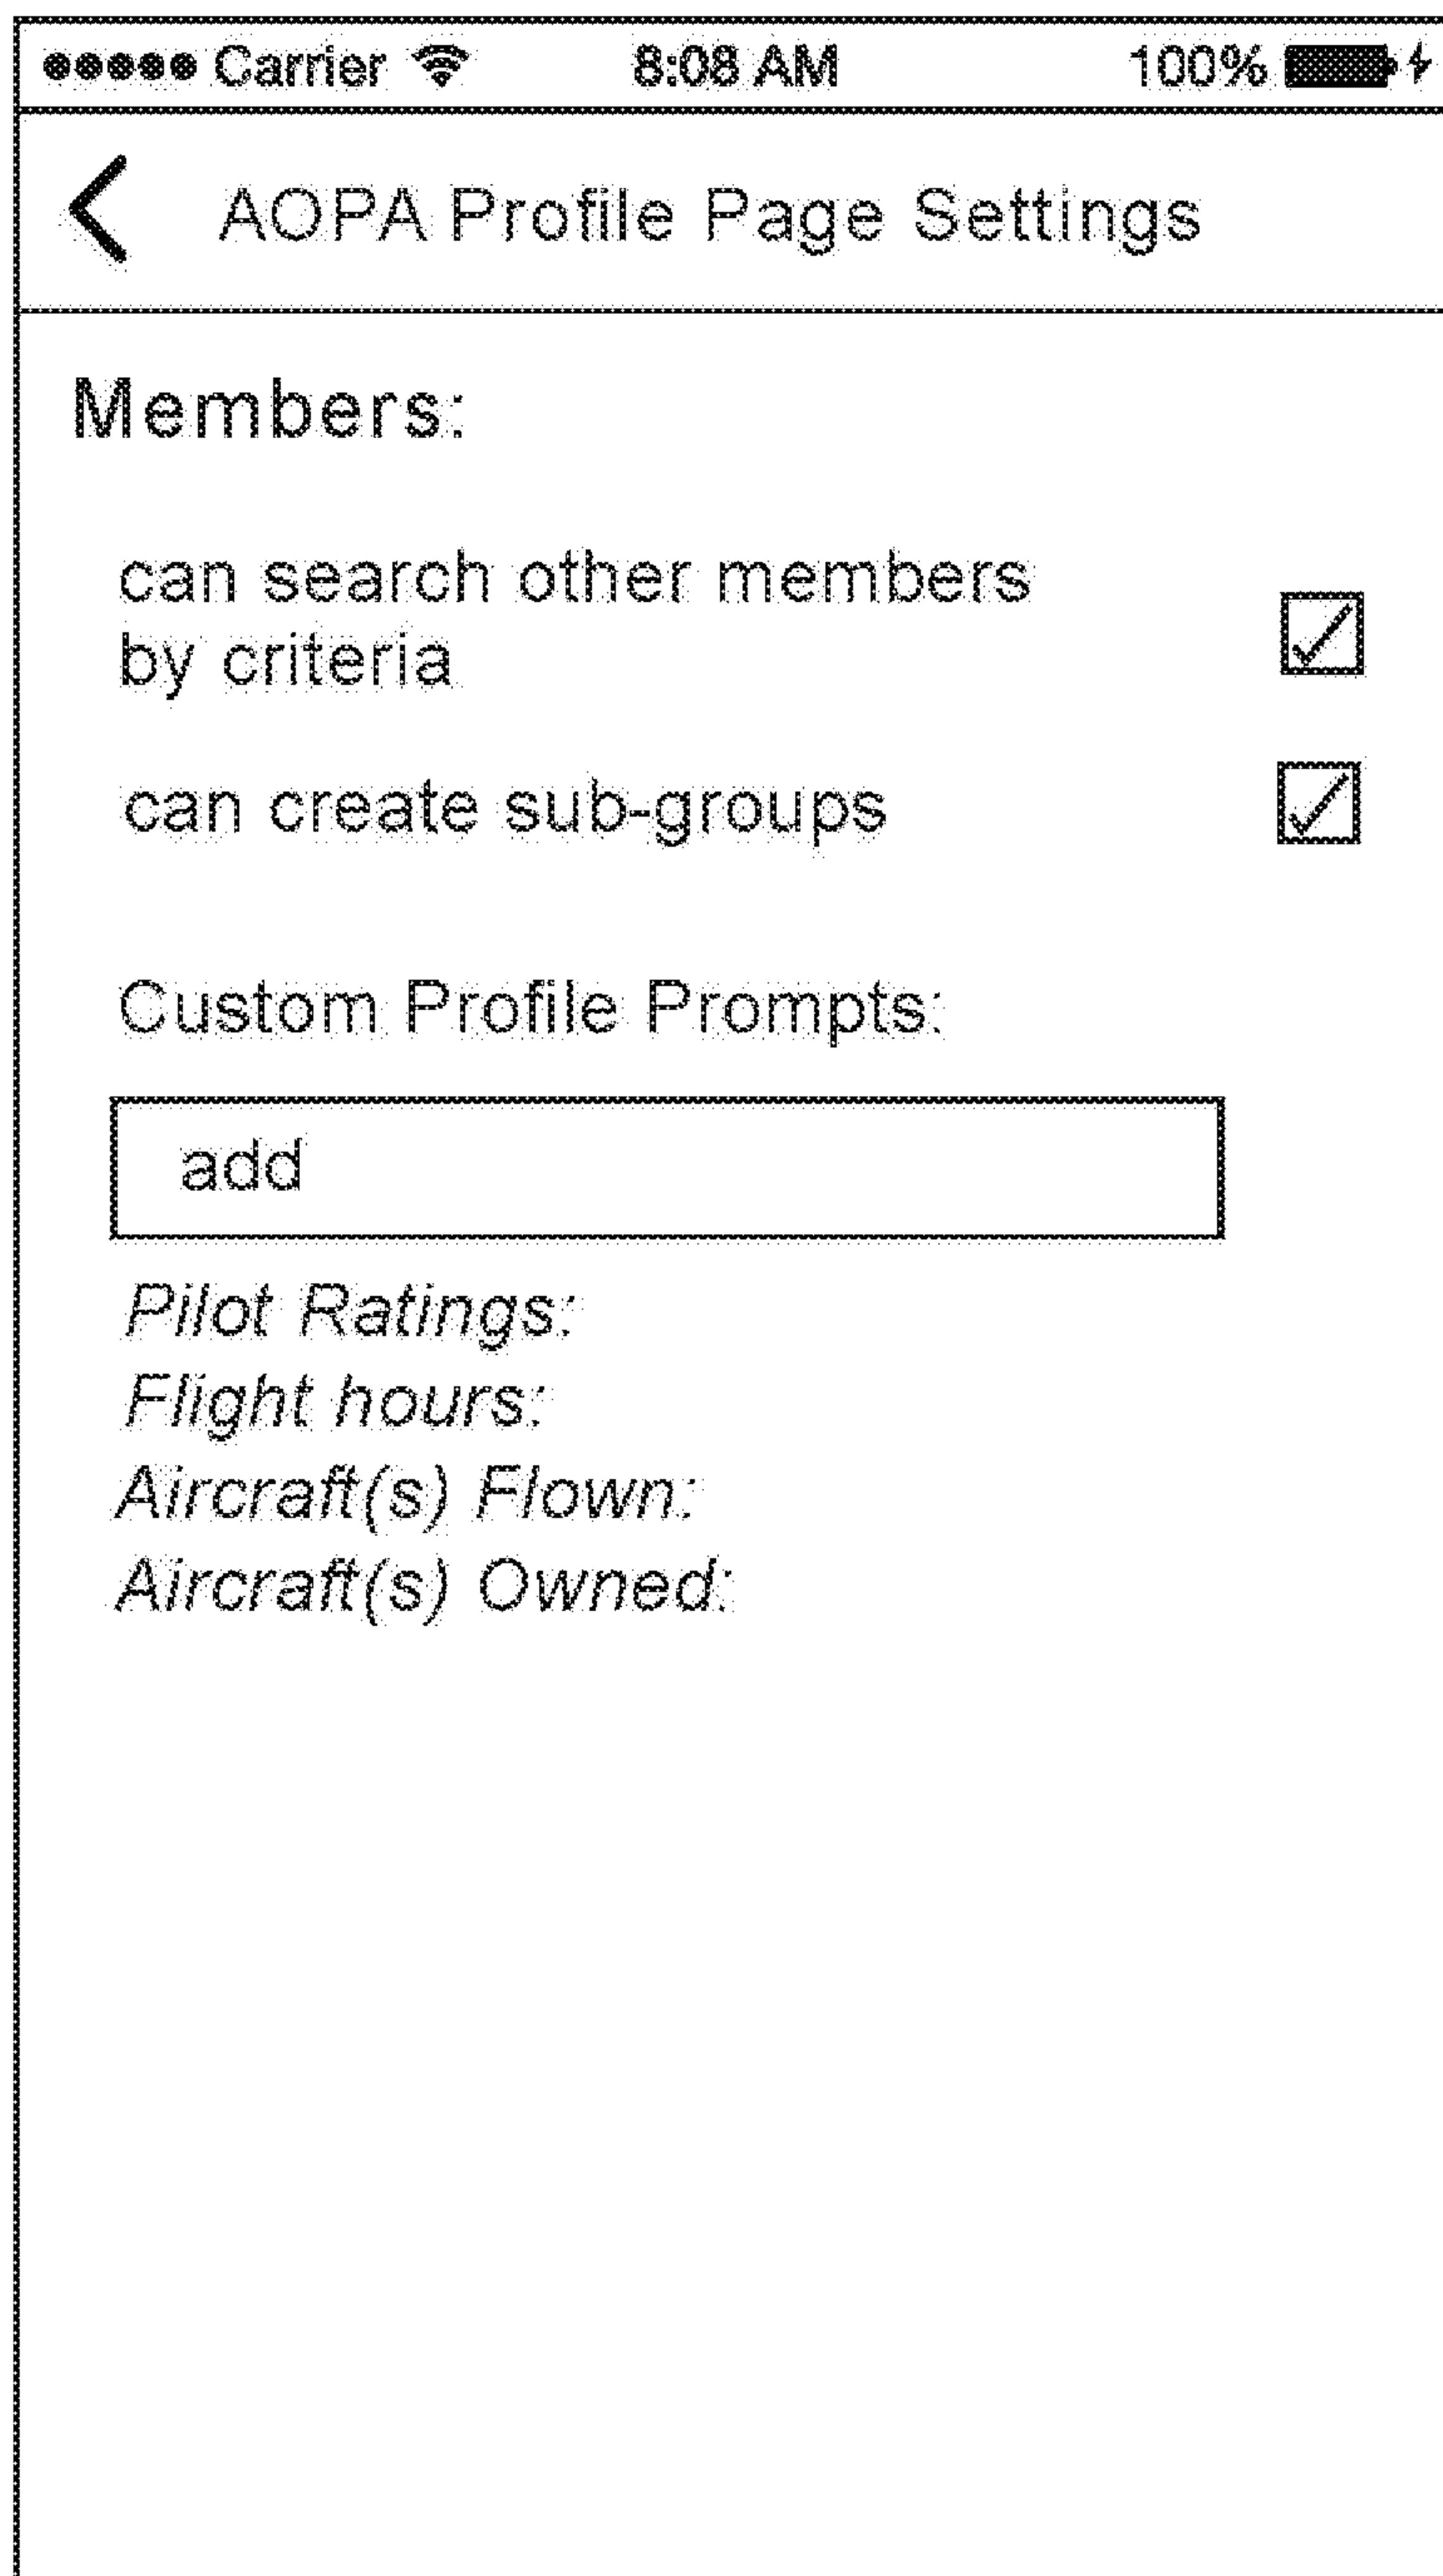 Carrier 8:08 AM 100%
AOPA Profile Page Settings
Members:
can search other members
by criteria
can create sub-groups
Custom Profile Prompts:
add
Pilot Ratings:
Flight hours:
Aircraft(s) Flown:
Aircraft(s) Owned: